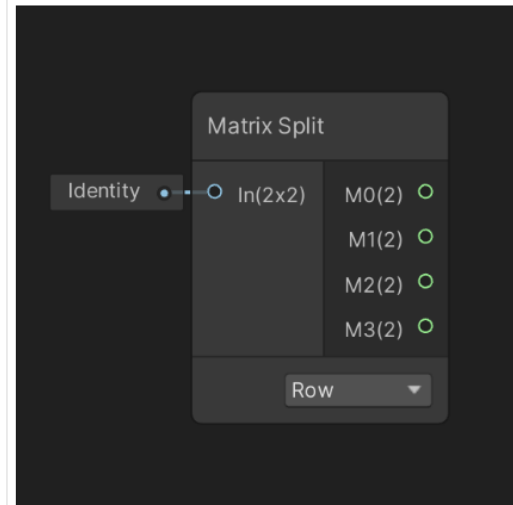 Matrix Split
Identity
In(2x2)
M0(2)
M1(2)
M2(2)
M3(2)
Row